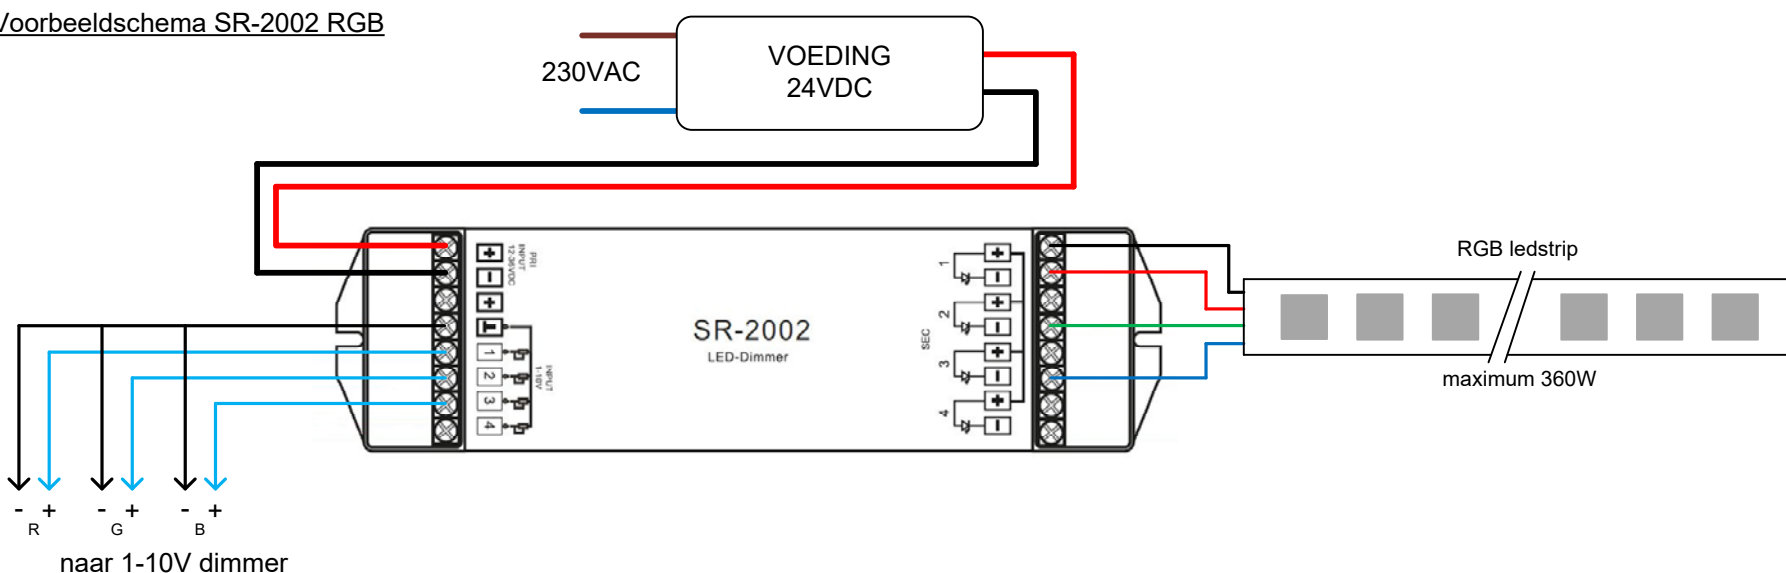 Voorbeeldschema SR-2002 RGB
230VAC
VOEDING
24VDC
+
-
+
PRI
INPUT
12-36VDC
1
2
3
4
INPUT
1-10V
SR-2002
LED-Dimmer
SEC
1
+
-
2
+
-
3
+
-
4
+
-
RGB ledstrip
maximum 360W
- + - + - +
R G B
naar 1-10V dimmer